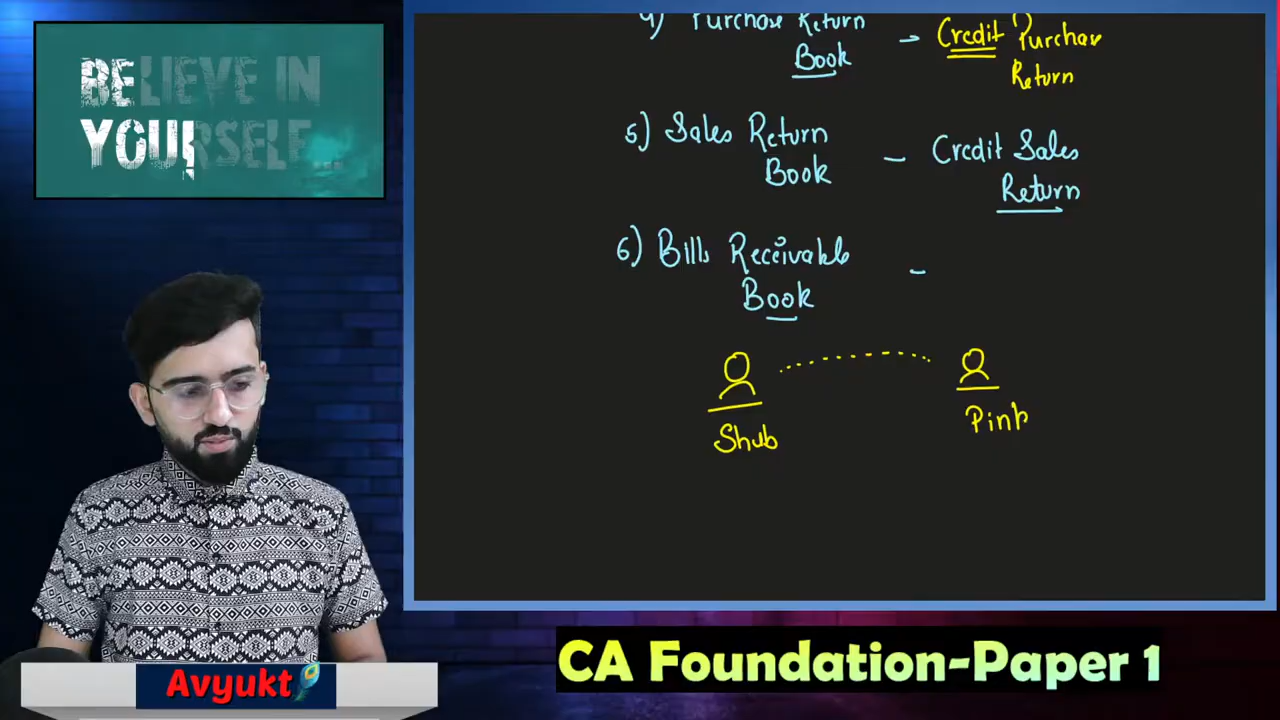 BELIEVE IN
YOURSELF
4) Purchase Return
Book
- Credit Purchase
Return
5) Sales Return
Book
- Credit Sales
Return
6) Bills Receivable
Book
-
Shub
Pink
CA Foundation-Paper 1
Avyukt